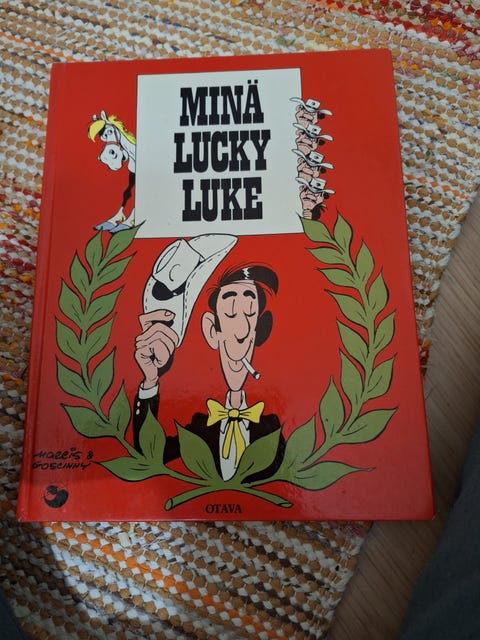 MINÄ
LUCKY
LUKE
MORRIS &
GOSCINNY
OTAVA